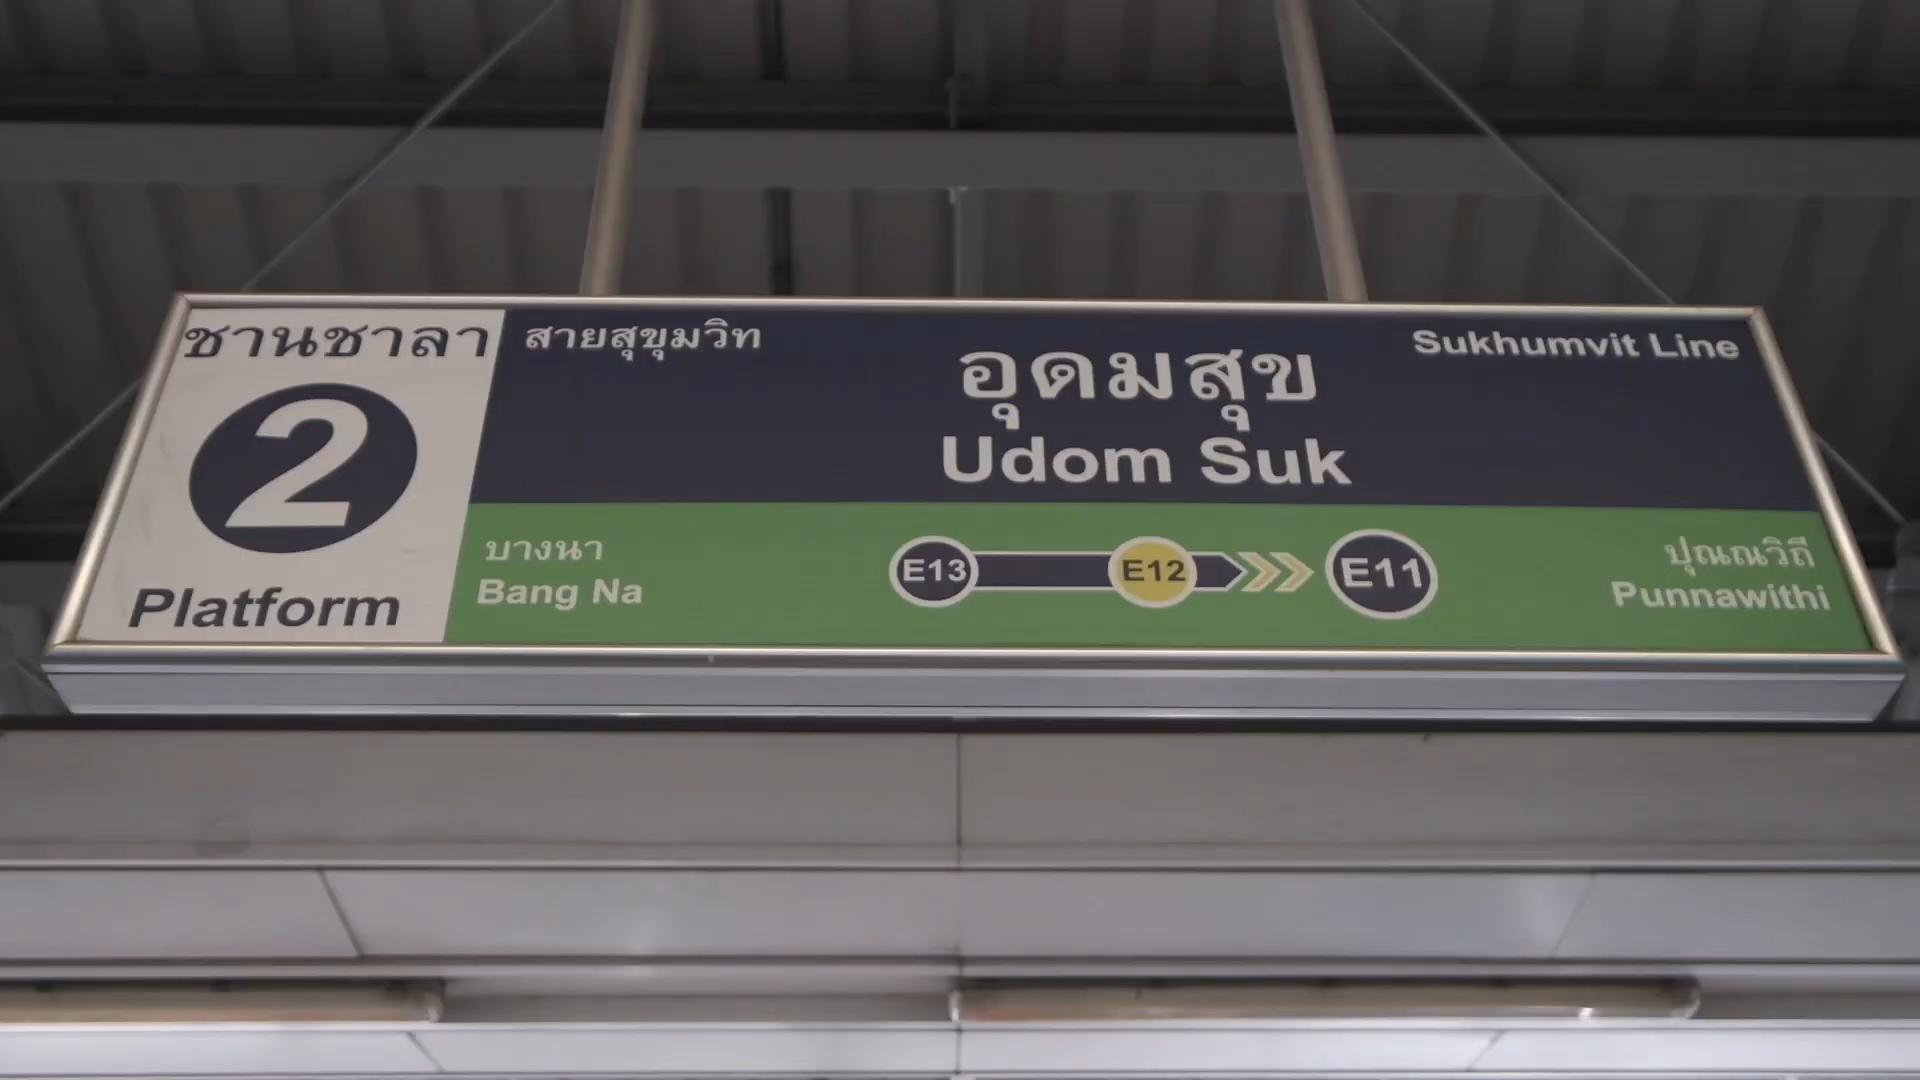 ชานชาลา
2
Platform
สายสุขุมวิท
อุดมสุข
Udom Suk
Sukhumvit Line
บางนา
Bang Na
E13 E12 E11
ปุณณวิถี
Punnawithi